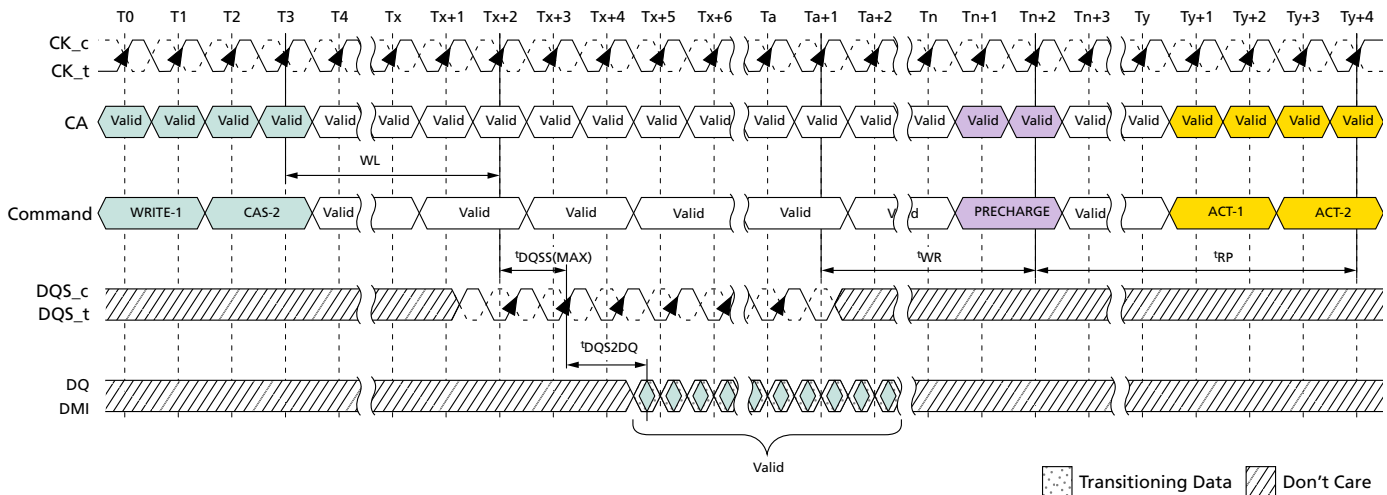 T0 T1 T2 T3 T4 Tx Tx+1 Tx+2 Tx+3 Tx+5 Tx+6 Ta Ta+1 Ta+2 Tn Tn+1 Tn+2 Tn+3 Ty Ty+1 Ty+2 Ty+3 Ty+4
CK_c
CK_t
CA Valid Valid Valid Valid Valid Valid Valid Valid Valid Valid Valid Valid Valid Valid Valid Valid Valid Valid Valid Valid Valid Valid Valid
WL
Command WRITE-1 CAS-2 Valid Valid Valid Valid Valid PRECHARGE Valid ACT-1 ACT-2
tDQSS(MAX) tWR tRP
DQS_c
DQS_t
tDQS2DQ
DQ
DMI
Valid
Transitioning Data Don't Care